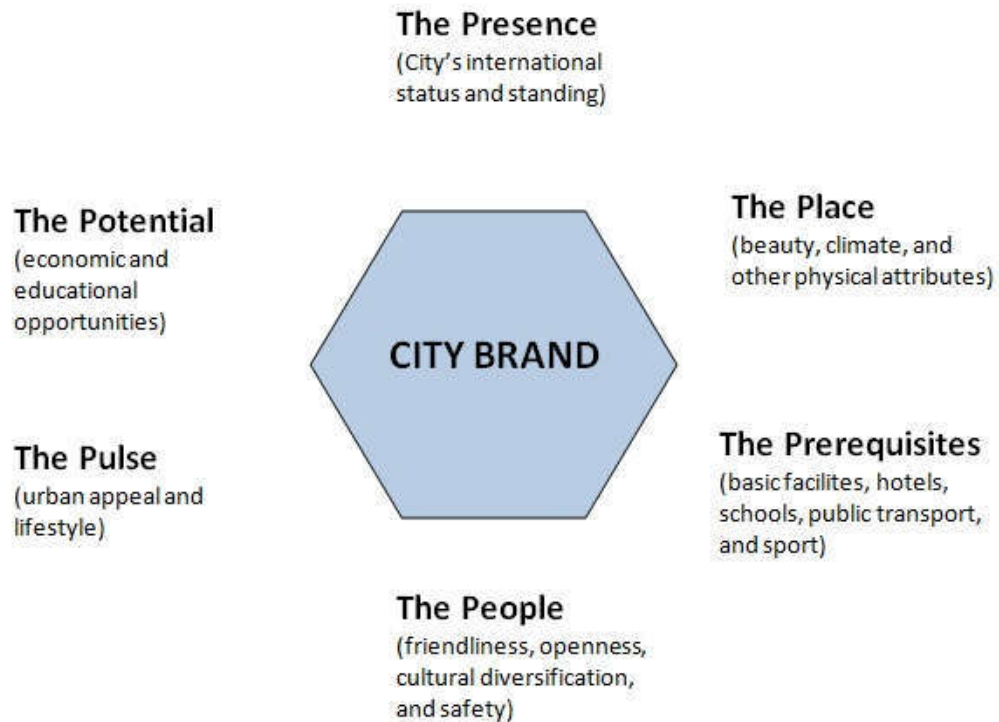 The Presence
(City's international
status and standing)
The Potential
(economic and
educational
opportunities)
The Place
(beauty, climate, and
other physical attributes)
CITY BRAND
The Pulse
(urban appeal and
lifestyle)
The Prerequisites
(basic facilites, hotels,
schools, public transport,
and sport)
The People
(friendliness, openness,
cultural diversification,
and safety)